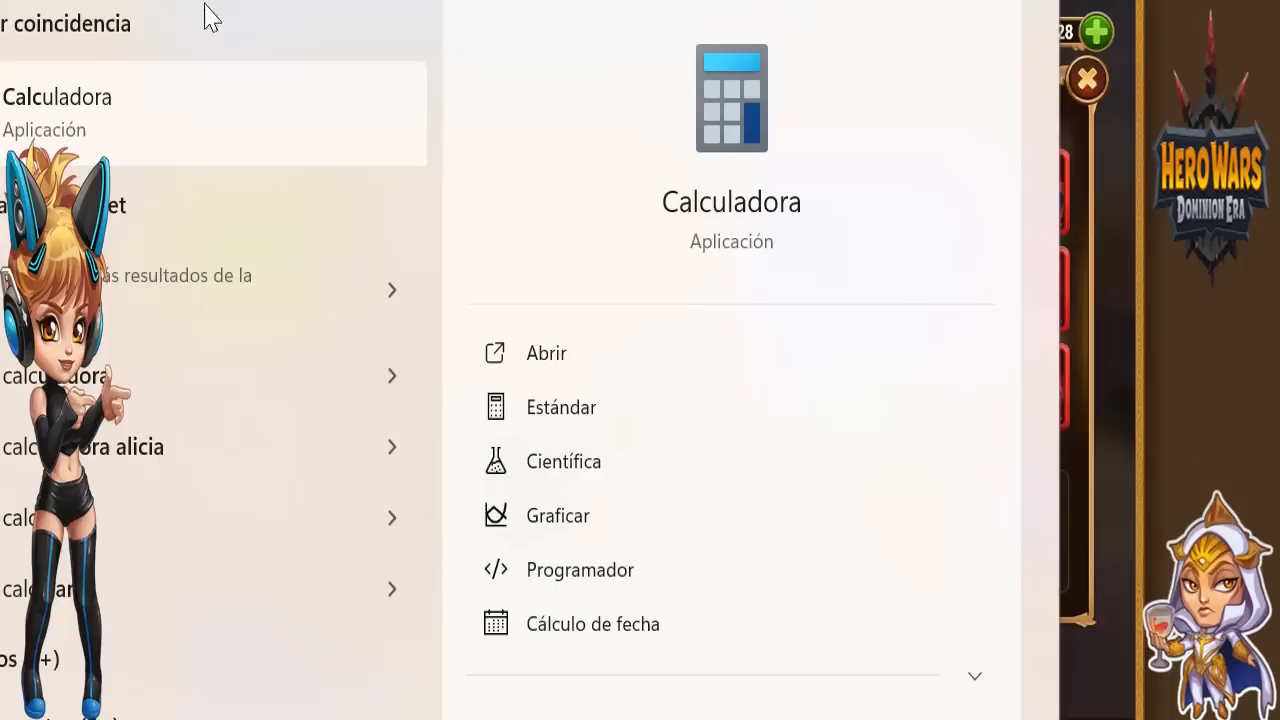 r coincidencia
Calculadora
Aplicación
et
ás resultados de la
calculadora
calc ora alicia
calc
calc ar
os +)
Calculadora
Aplicación
Abrir
Estándar
Científica
Graficar
Programador
Cálculo de fecha
28
HERO WARS
DOMINION ERA